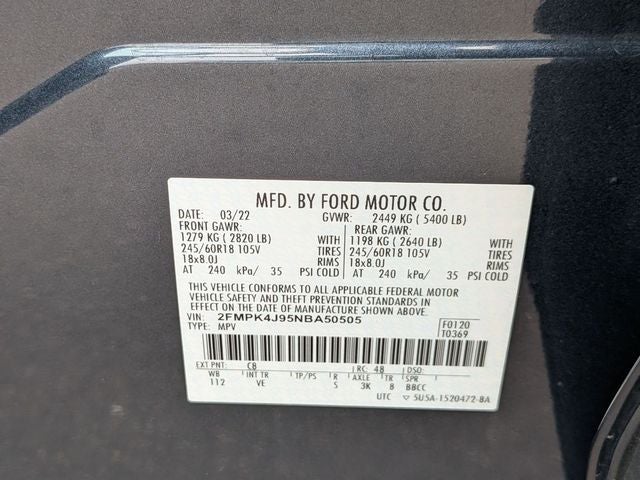 MFD. BY FORD MOTOR CO.
DATE: 03/22 GVWR: 2449 KG ( 5400 LB)
FRONT GAWR: REAR GAWR:
1279 KG ( 2820 LB) WITH 1198 KG ( 2640 LB) WITH
245/60R18 105V TIRES 245/60R18 105V TIRES
18x8.0J RIMS 18x8.0J RIMS
AT 240 kPa/ 35 PSI COLD AT 240 kPa/ 35 PSI COLD
THIS VEHICLE CONFORMS TO ALL APPLICABLE FEDERAL MOTOR
VEHICLE SAFETY AND THEFT PREVENTION STANDARDS IN
EFFECT ON THE DATE OF MANUFACTURE SHOWN ABOVE.
VIN: 2FMPK4J95NBA50505 F0120
TYPE: MPV T0369
EXT PNT: C8 RC: 48 DSO:
WB INT TR TP/PS R AXLE TR SPR
112 VE 5 3K 8 BBCC
UTC ▽ 5U5A-1520472-8A